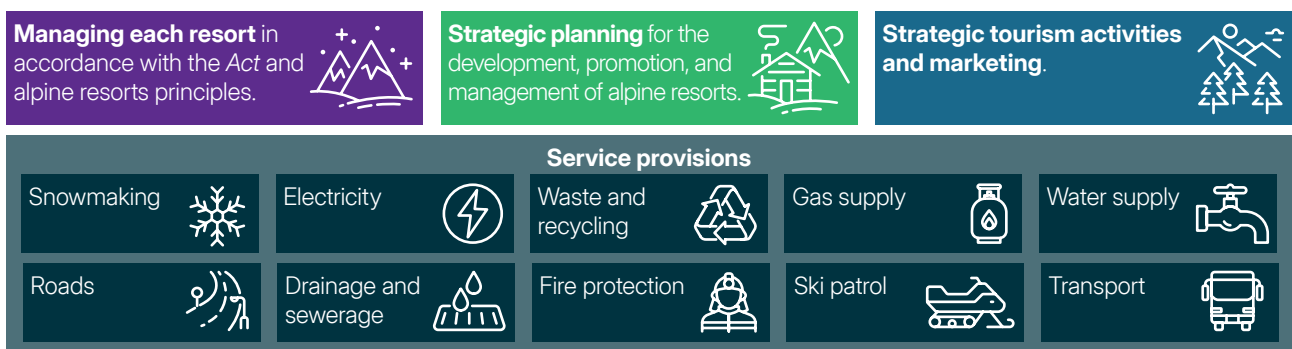 Managing each resort in
accordance with the Act and
alpine resorts principles.
Strategic planning for the
development, promotion, and
management of alpine resorts.
Strategic tourism activities
and marketing.
Service provisions
Snowmaking
Electricity
Waste and
recycling
Gas supply
Water supply
Roads
Drainage and
sewerage
Fire protection
Ski patrol
Transport